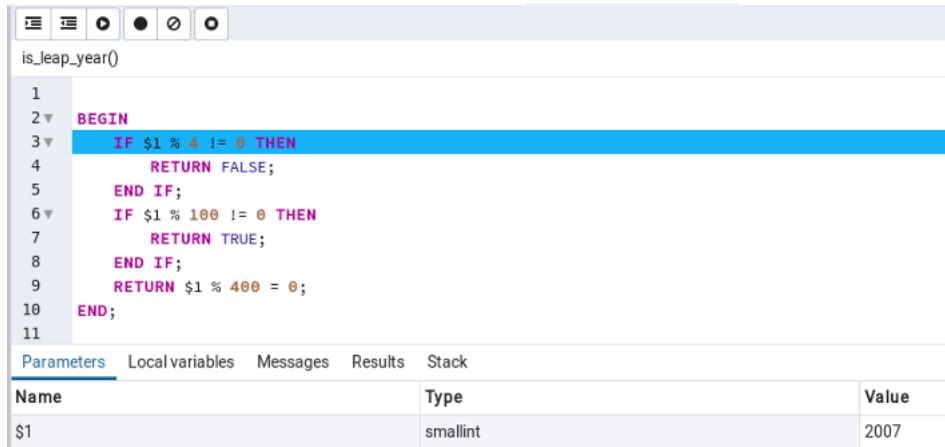 is_leap_year()
1
2 BEGIN
3 IF $1 % 4 != 0 THEN
4 RETURN FALSE;
5 END IF;
6 IF $1 % 100 != 0 THEN
7 RETURN TRUE;
8 END IF;
9 RETURN $1 % 400 = 0;
10 END;
11
Parameters Local variables Messages Results Stack
Name Type Value
$1 smallint 2007